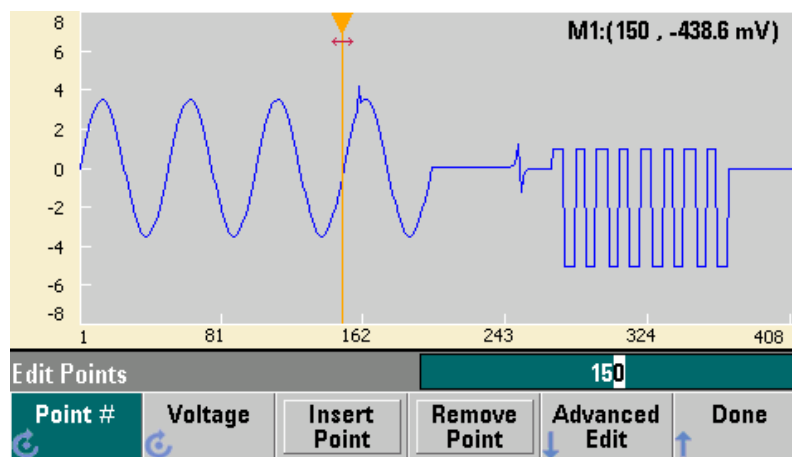 8
M1:(150 , -438.6 mV)
6
4
2
0
-2
-4
-6
-8
1 81 162 243 324 408
Edit Points 150
Point # Voltage Insert Point Remove Point Advanced Edit Done